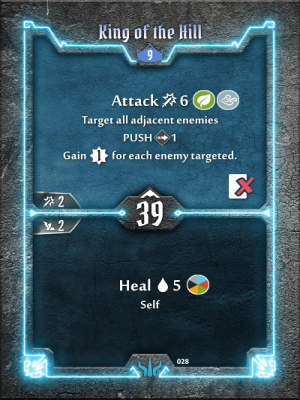 King of the Hill
9
Attack 6
Target all adjacent enemies
PUSH 1
Gain 1 for each enemy targeted.
2
39
2
Heal 5
Self
028